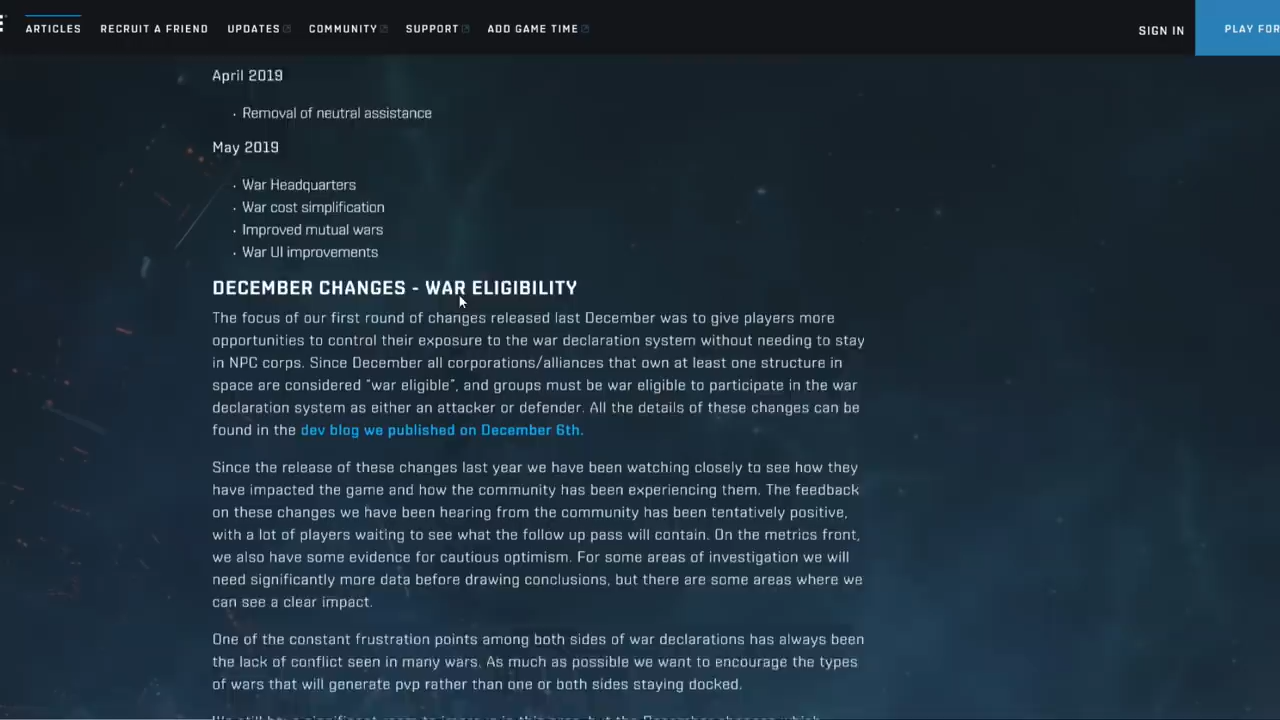 ARTICLES RECRUIT A FRIEND UPDATES COMMUNITY SUPPORT ADD GAME TIME SIGN IN PLAY FOR
April 2019
· Removal of neutral assistance
May 2019
· War Headquarters
· War cost simplification
· Improved mutual wars
· War UI improvements
DECEMBER CHANGES - WAR ELIGIBILITY
The focus of our first round of changes released last December was to give players more
opportunities to control their exposure to the war declaration system without needing to stay
in NPC corps. Since December all corporations/alliances that own at least one structure in
space are considered "war eligible", and groups must be war eligible to participate in the war
declaration system as either an attacker or defender. All the details of these changes can be
found in the dev blog we published on December 6th.
Since the release of these changes last year we have been watching closely to see how they
have impacted the game and how the community has been experiencing them. The feedback
on these changes we have been hearing from the community has been tentatively positive,
with a lot of players waiting to see what the follow up pass will contain. On the metrics front,
we also have some evidence for cautious optimism. For some areas of investigation we will
need significantly more data before drawing conclusions, but there are some areas where we
can see a clear impact.
One of the constant frustration points among both sides of war declarations has always been
the lack of conflict seen in many wars. As much as possible we want to encourage the types
of wars that will generate pvp rather than one or both sides staying docked.